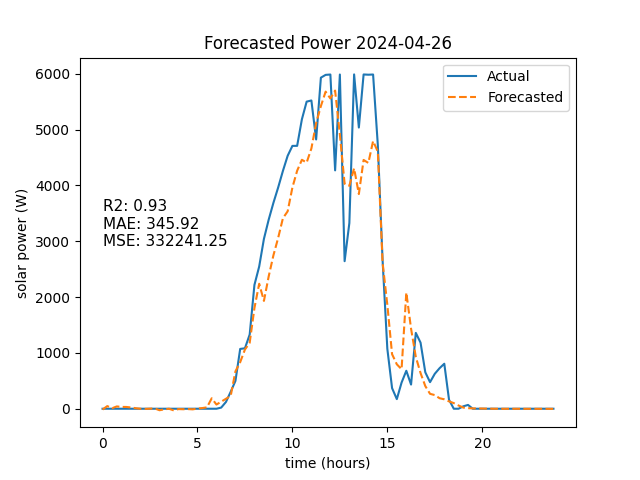 Forecasted Power 2024-04-26
6000
5000
4000
3000
2000
1000
0
solar power (W)
Actual
Forecasted
R2: 0.93
MAE: 345.92
MSE: 332241.25
0 5 10 15 20
time (hours)